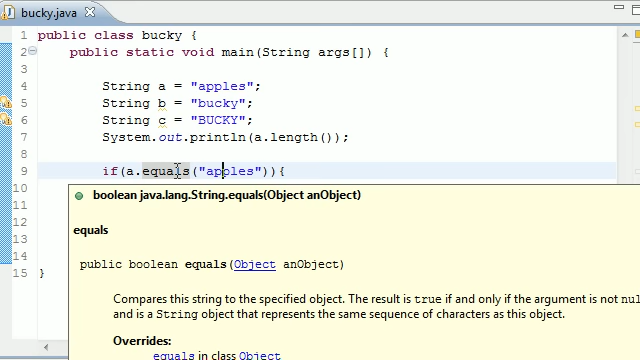 bucky.java
1 public class bucky {
2 public static void main(String args[]) {
3
4 String a = "apples";
5 String b = "bucky";
6 String c = "BUCKY";
7 System.out.println(a.length());
8
9 if(a.equals("apples")){
10
11
12
13
14
15 }
boolean java.lang.String.equals(Object anObject)
equals
public boolean equals(Object anObject)
Compares this string to the specified object. The result is true if and only if the argument is not
and is a String object that represents the same sequence of characters as this object.
Overrides:
equals in class Object